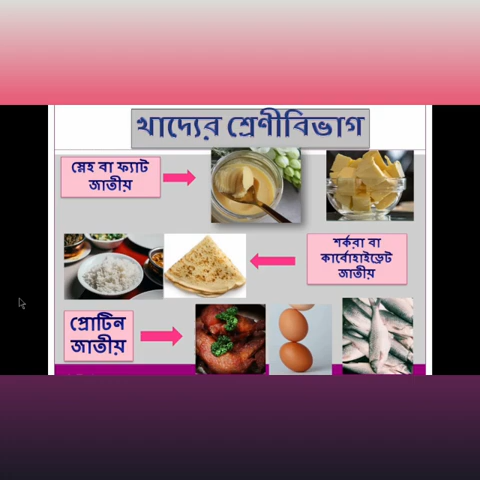 খাদ্যের শ্রেণীবিভাগ
স্নেহ বা ফ্যাট
জাতীয়
শর্করা বা
কার্বোহাইড্রেট
জাতীয়
প্রোটিন
জাতীয়